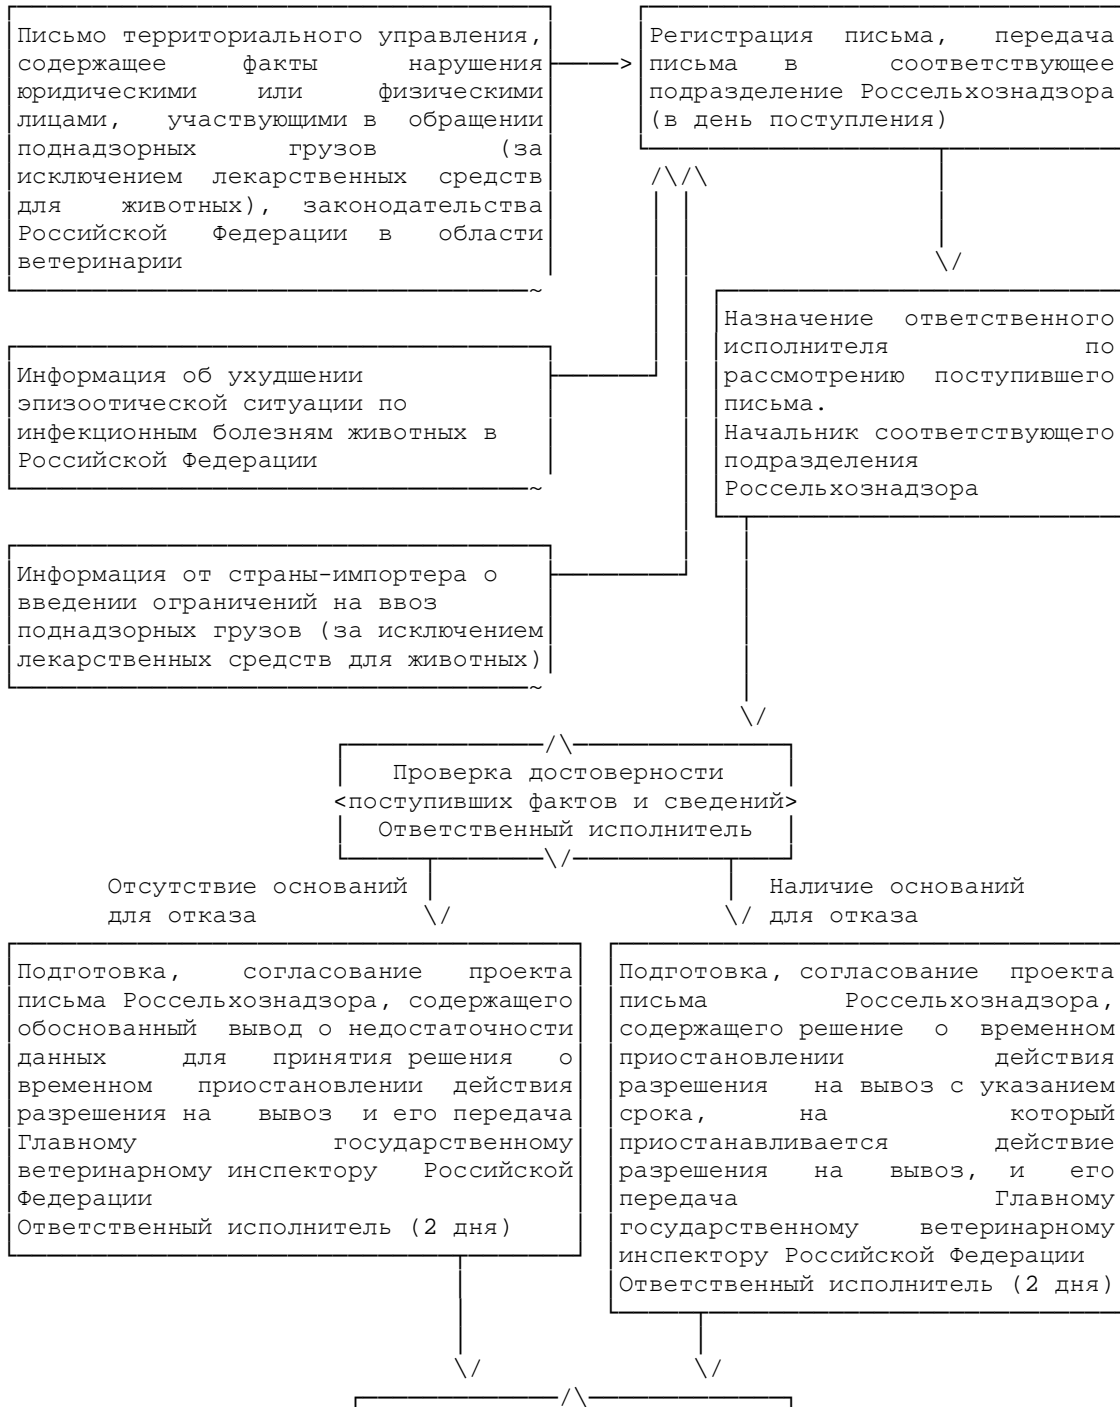 Письмо территориального управления,
содержащее факты нарушения
юридическими или физическими
лицами, участвующими в обращении
поднадзорных грузов (за
исключением лекарственных средств
для животных), законодательства
Российской Федерации в области
ветеринарии
Регистрация письма, передача
письма в соответствующее
подразделение Россельхознадзора
(в день поступления)
Назначение ответственного
исполнителя по
рассмотрению поступившего
письма.
Начальник соответствующего
подразделения
Россельхознадзора
Информация об ухудшении
эпизоотической ситуации по
инфекционным болезням животных в
Российской Федерации
Информация от страны-импортера о
введении ограничений на ввоз
поднадзорных грузов (за исключением
лекарственных средств для животных)
Проверка достоверности
<поступивших фактов и сведений>
Ответственный исполнитель
Отсутствие оснований
для отказа
Наличие оснований
для отказа
Подготовка, согласование проекта
письма Россельхознадзора, содержащего
обоснованный вывод о недостаточности
данных для принятия решения о
временном приостановлении действия
разрешения на вывоз и его передача
Главному государственному
ветеринарному инспектору Российской
Федерации
Ответственный исполнитель (2 дня)
Подготовка, согласование проекта
письма Россельхознадзора,
содержащего решение о временном
приостановлении действия
разрешения на вывоз с указанием
срока, на который
приостанавливается действие
разрешения на вывоз, и его
передача Главному
государственному ветеринарному
инспектору Российской Федерации
Ответственный исполнитель (2 дня)